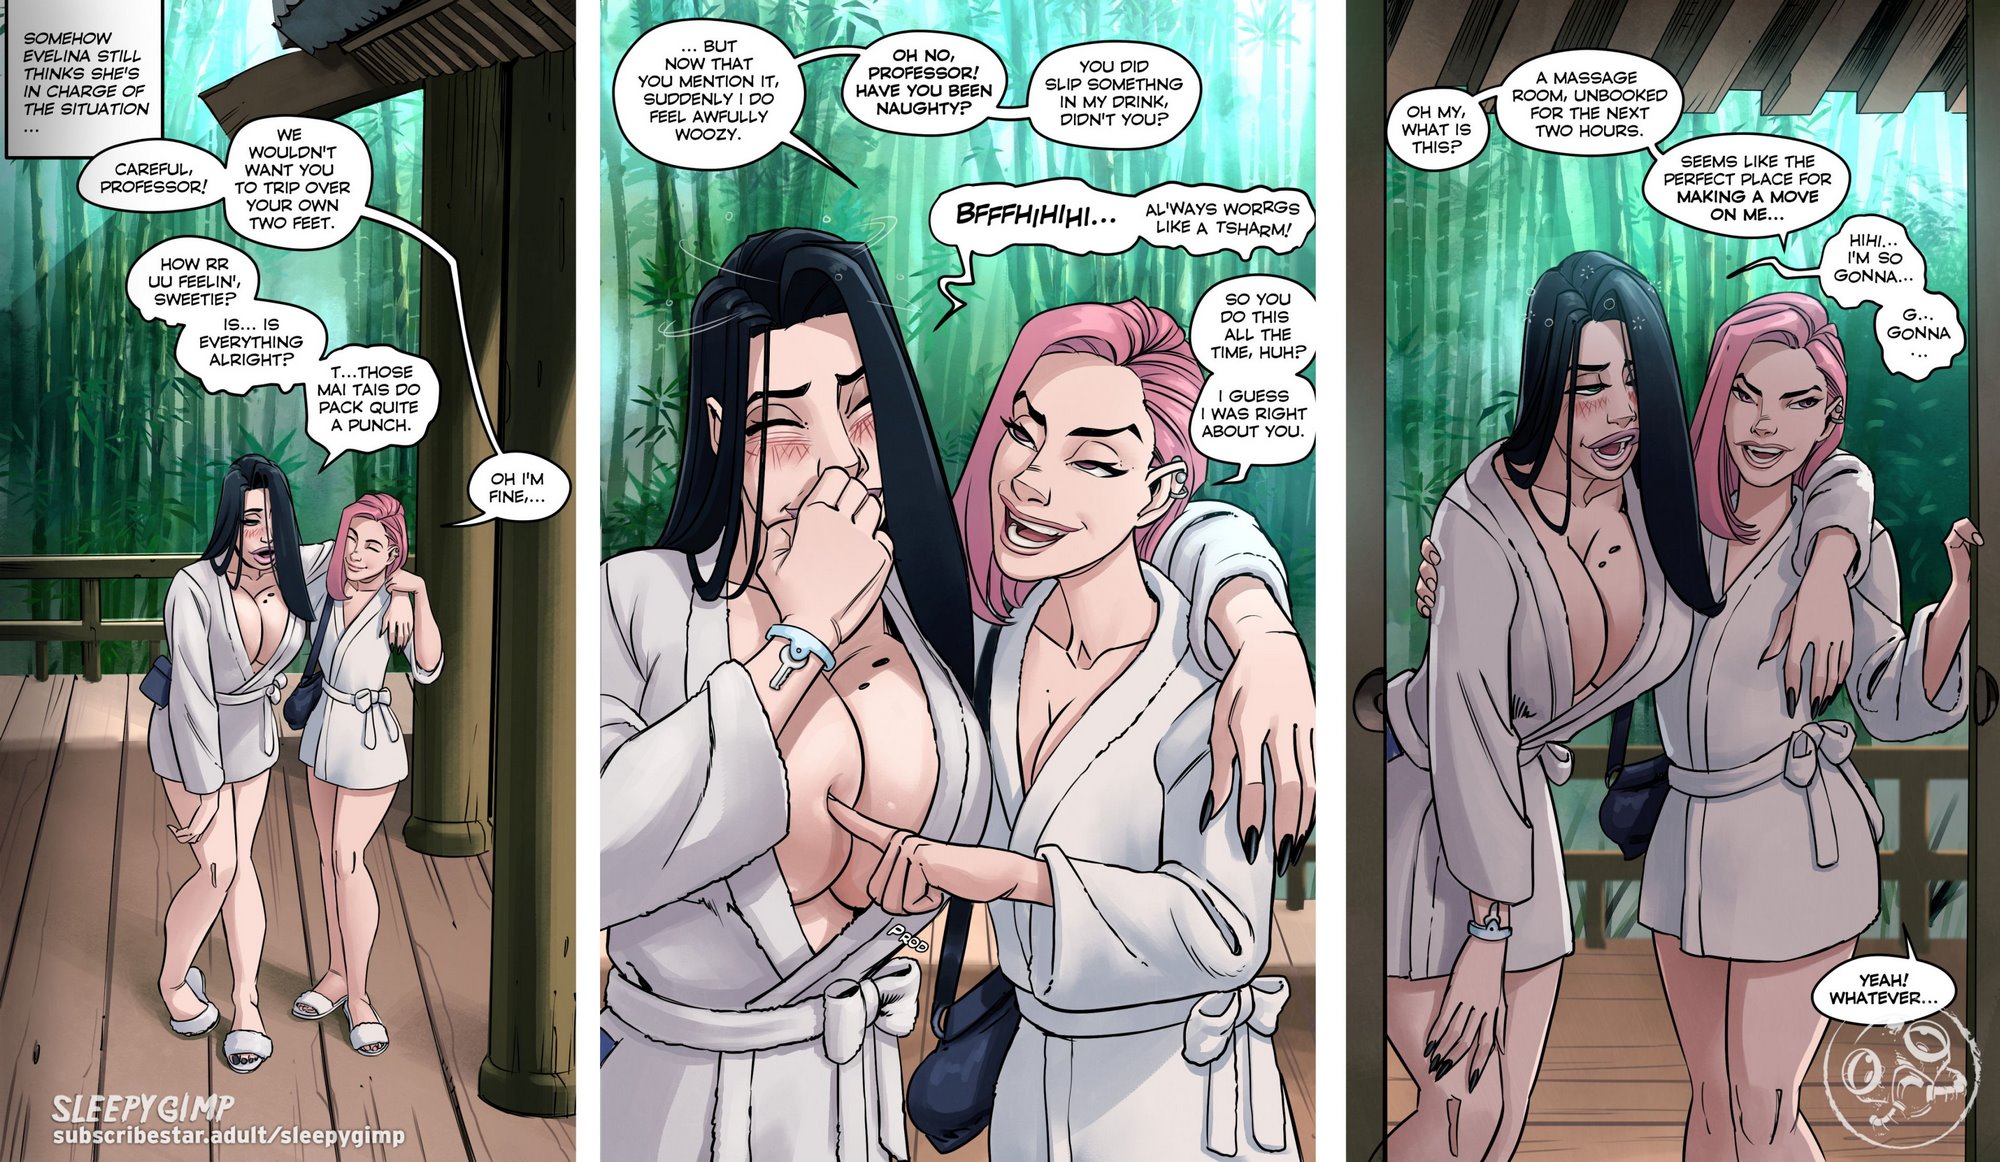 SOMEHOW
EVELINA STILL
THINKS SHE'S
IN CHARGE OF
THE SITUATION
...
CAREFUL,
PROFESSOR!
WE
WOULDN'T
WANT YOU
TO TRIP OVER
YOUR OWN
TWO FEET.
HOW RR
UU FEELIN',
SWEETIE?
IS... IS
EVERYTHING
ALRIGHT?
T...THOSE
MAI TAIS DO
PACK QUITE
A PUNCH.
OH I'M
FINE,...
SLEEPYGIMP
subscribestar.adult/sleepygimp
... BUT
NOW THAT
YOU MENTION IT,
SUDDENLY I DO
FEEL AWFULLY
WOOZY.
OH NO,
PROFESSOR!
HAVE YOU BEEN
NAUGHTY?
YOU DID
SLIP SOMETHNG
IN MY DRINK,
DIDN'T YOU?
BFFFHIHIHI...
AL'WAYS WORRGS
LIKE A TSHARM!
SO YOU
DO THIS
ALL THE
TIME, HUH?
I GUESS
I WAS RIGHT
ABOUT YOU.
PROD
OH MY,
WHAT IS
THIS?
A MASSAGE
ROOM, UNBOOKED
FOR THE NEXT
TWO HOURS.
SEEMS LIKE THE
PERFECT PLACE FOR
MAKING A MOVE
ON ME...
HIHI...
I'M SO
GONNA...
G...
GONNA
...
YEAH!
WHATEVER...